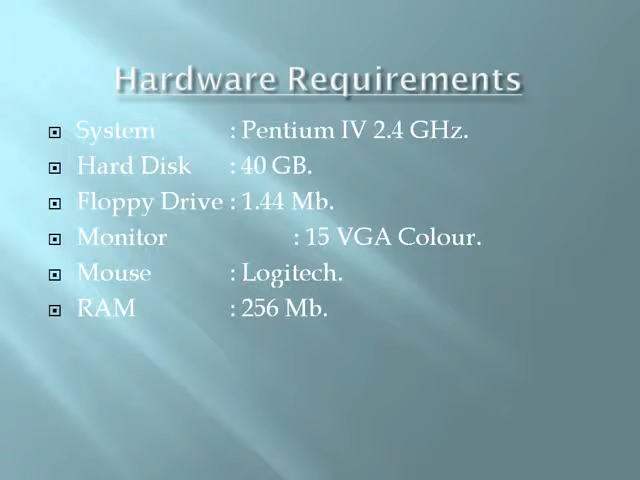 Hardware Requirements
System : Pentium IV 2.4 GHz.
Hard Disk : 40 GB.
Floppy Drive : 1.44 Mb.
Monitor : 15 VGA Colour.
Mouse : Logitech.
RAM : 256 Mb.